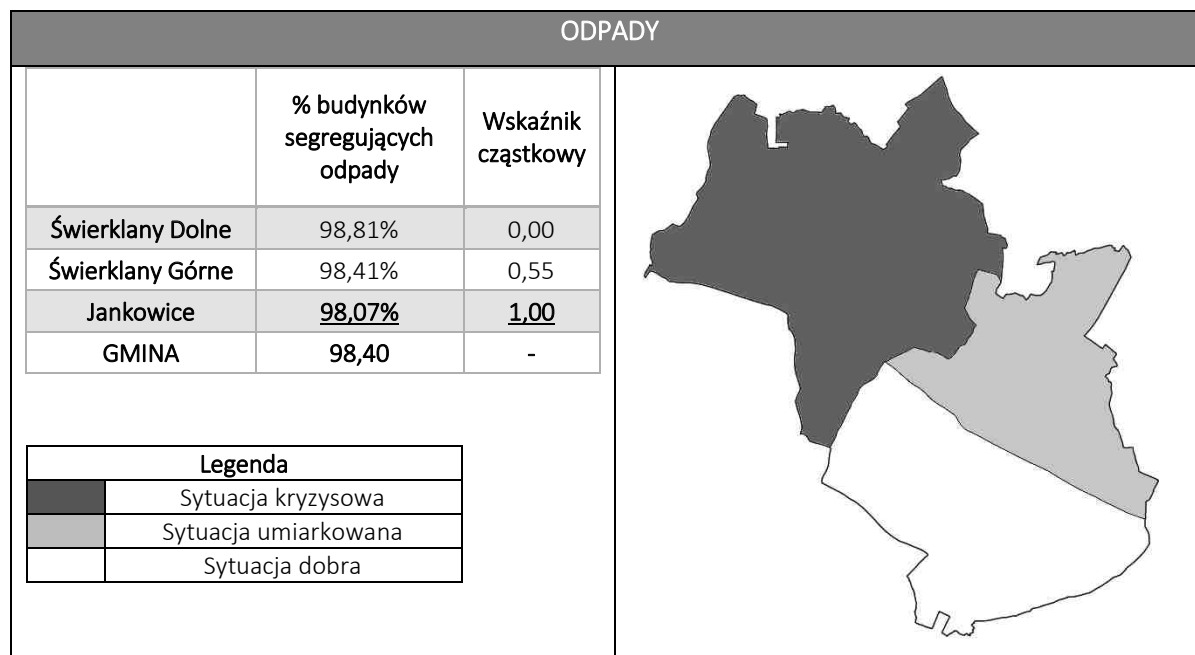 ODPADY
% budynków
segregujących
odpady
Wskaźnik
cząstkowy
Świerklany Dolne 98,81% 0,00
Świerklany Górne 98,41% 0,55
Jankowice 98,07% 1,00
GMINA 98,40 -
Legenda
Sytuacja kryzysowa
Sytuacja umiarkowana
Sytuacja dobra